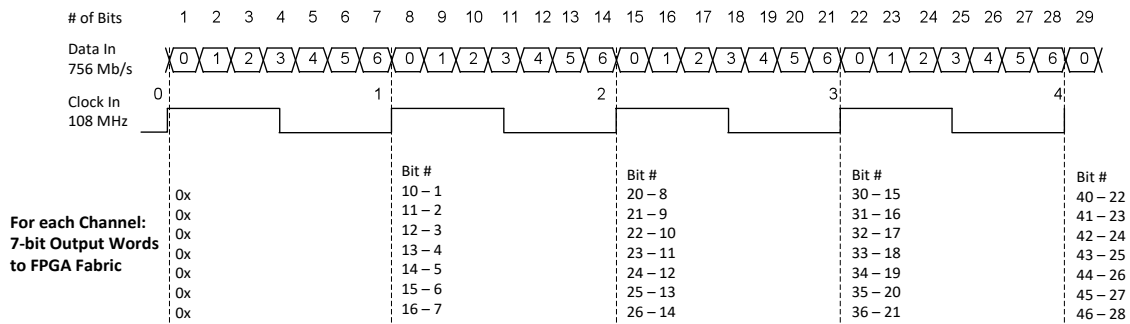 # of Bits 1 2 3 4 5 6 7 8 9 10 11 12 13 14 15 16 17 18 19 20 21 22 23 24 25 26 27 28 29
Data In
756 Mb/s
0 1 2 3 4 5 6 0 1 2 3 4 5 6 0 1 2 3 4 5 6 0 1 2 3 4 5 6 0
0 1 2 3 4
Clock In
108 MHz
For each Channel:
7-bit Output Words
to FPGA Fabric
0x
0x
0x
0x
0x
0x
0x
Bit #
10 – 1
11 – 2
12 – 3
13 – 4
14 – 5
15 – 6
16 – 7
Bit #
20 – 8
21 – 9
22 – 10
23 – 11
24 – 12
25 – 13
26 – 14
Bit #
30 – 15
31 – 16
32 – 17
33 – 18
34 – 19
35 – 20
36 – 21
Bit #
40 – 22
41 – 23
42 – 24
43 – 25
44 – 26
45 – 27
46 – 28